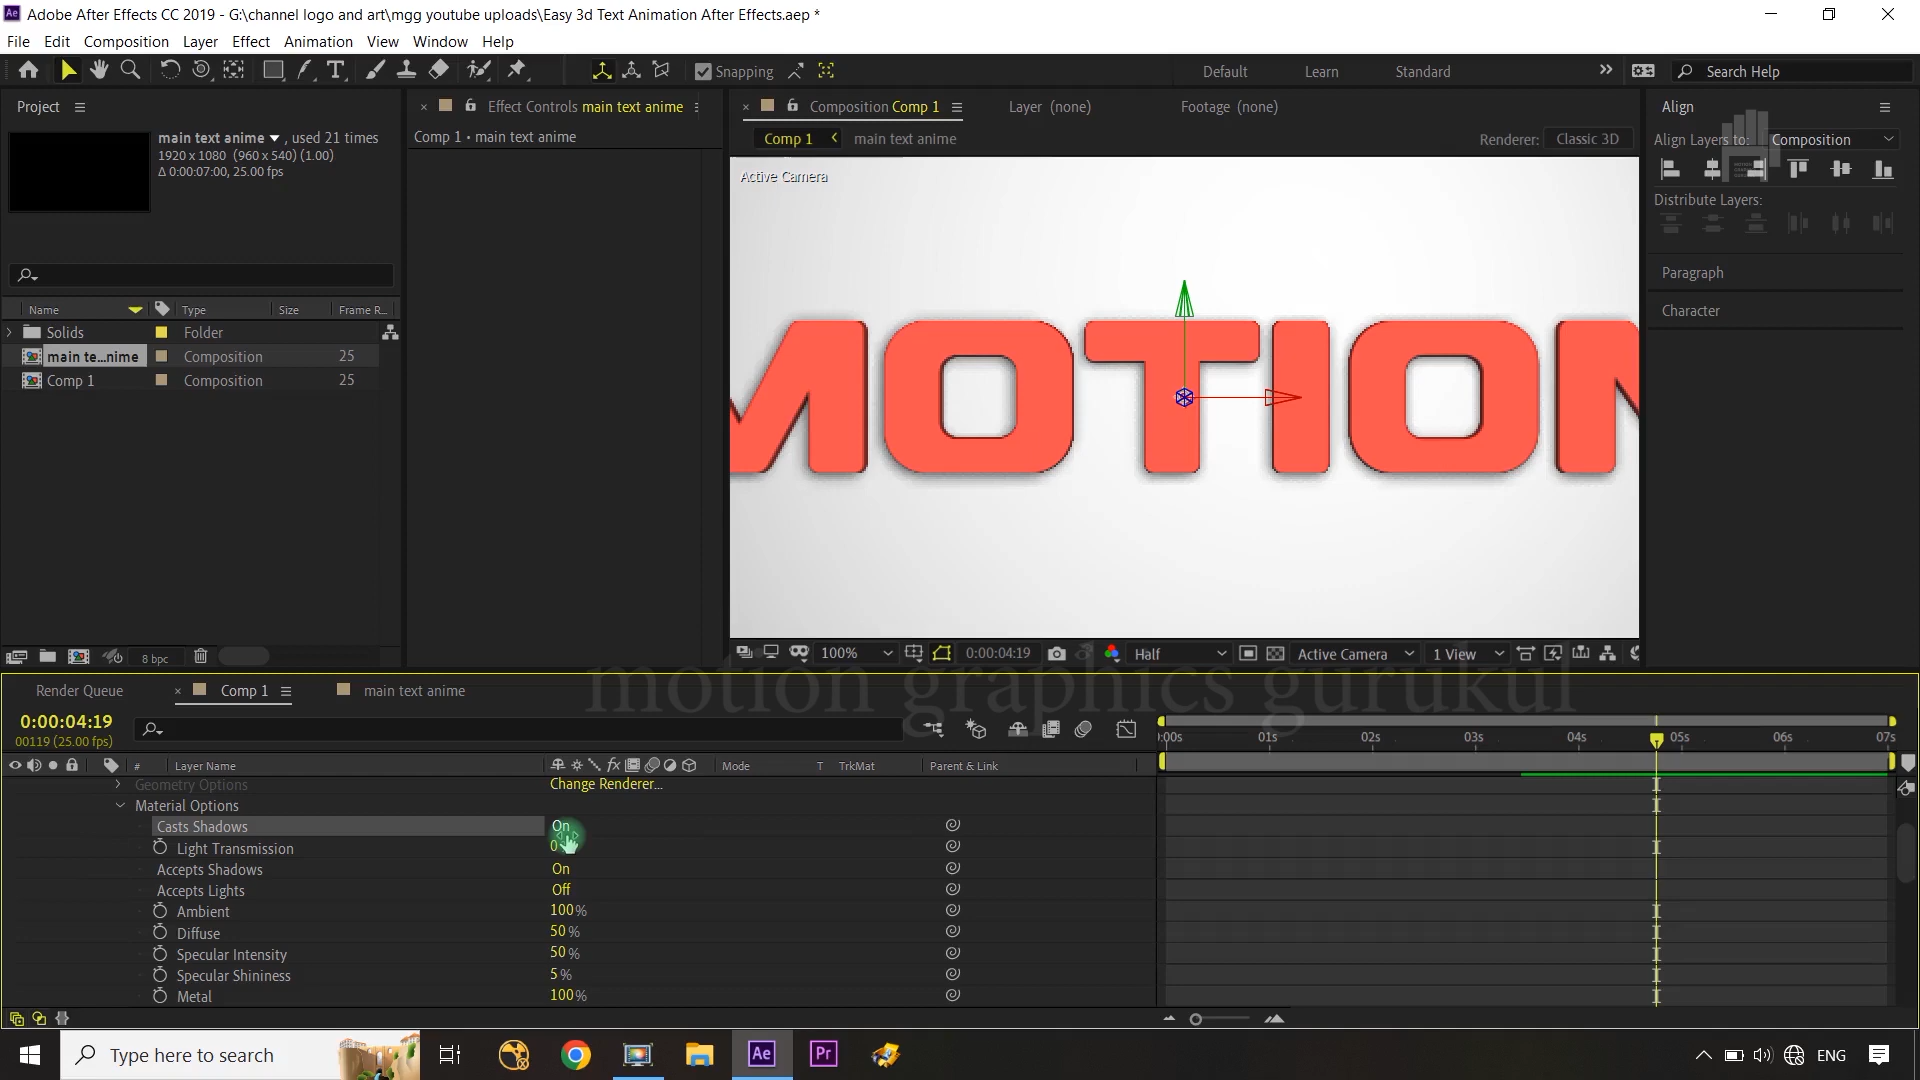 Adobe After Effects CC 2019 - G:\channel logo and art\mgg youtube uploads\Easy 3d Text Animation After Effects.aep *
File Edit Composition Layer Effect Animation View Window Help
Snapping Default Learn Standard Search Help
Project
main text anime , used 21 times
1920 x 1080 (960 x 540) (1.00)
Δ 0:00:07:00, 25.00 fps
Name Type Size Frame R...
Solids Folder
main te...nime Composition 25
Comp 1 Composition 25
8 bpc
Effect Controls main text anime
Comp 1 • main text anime
Composition Comp 1 Layer (none) Footage (none)
Comp 1 main text anime Renderer: Classic 3D
Active Camera
MOTION
100% 0:00:04:19 Half Active Camera 1 View
Align
Align Layers to: Composition
Distribute Layers:
Paragraph
Character
motion graphics gurukul
Render Queue Comp 1 main text anime
0:00:04:19
00119 (25.00 fps)
:00s 01s 02s 03s 04s 05s 06s 07s
# Layer Name Mode T TrkMat Parent & Link
Geometry Options Change Renderer...
Material Options
Casts Shadows On
Light Transmission 0
Accepts Shadows On
Accepts Lights Off
Ambient 100%
Diffuse 50%
Specular Intensity 50%
Specular Shininess 5%
Metal 100%
Type here to search Ae Pr ENG